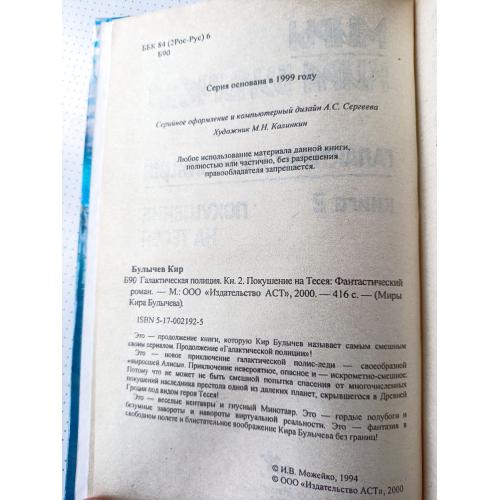 ББК 84 (2Рос-Рус) 6
Б90
Серия основана в 1999 году
Серийное оформление и компьютерный дизайн А.С. Сергеева
Художник М.Н. Калинкин
Любое использование материала данной книги,
полностью или частично, без разрешения
правообладателя запрещается.
Булычев Кир
Б90 Галактическая полиция. Кн. 2. Покушение на Тесея: Фантастический
роман. — М.: ООО «Издательство АСТ», 2000. — 416 с. — (Миры
Кира Булычева).
ISBN 5-17-002192-5
Это — продолжение книги, которую Кир Булычев называет самым смешным
своим сериалом. Продолжение «Галактической полиции»!
Это — новое приключение галактической полис-леди — своеобразной
«выросшей Алисы». Приключение невероятное, опасное и — искрометно-смешное.
Потому что не может не быть смешной попытка спасения от многочисленных
покушений наследника престола одной из далеких планет, скрывшегося в Древней
Греции под видом героя Тесея!
Это — веселые кентавры и гнусный Минотавр. Это — гордые полубоги и
безумные завороты и навороты виртуальной реальности. Это — фантазия в
свободном полете и блистательное воображение Кира Булычева без границ!
© И.В. Можейко, 1994
© ООО «Издательство АСТ», 2000